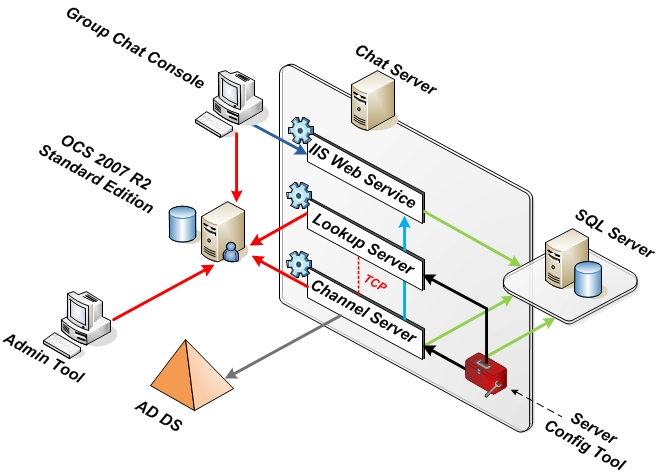 Group Chat Console
Chat Server
OCS 2007 R2
Standard Edition
IIS Web Service
Lookup Server
TCP
Channel Server
SQL Server
Admin Tool
AD DS
Server
Config Tool